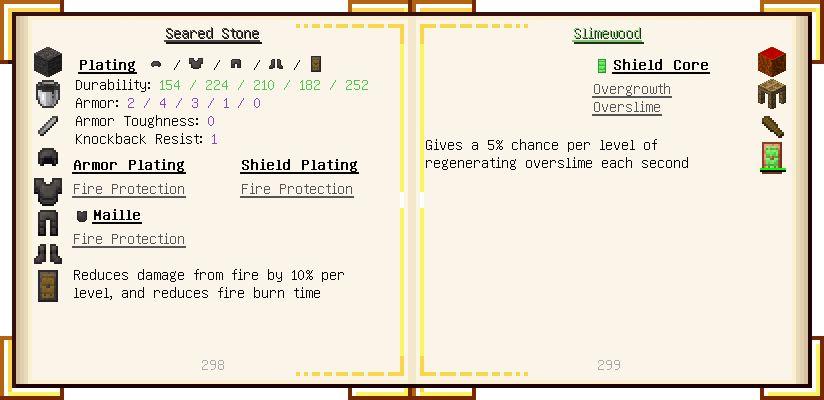 Seared Stone
Plating / / / /
Durability: 154 / 224 / 210 / 182 / 252
Armor: 2 / 4 / 3 / 1 / 0
Armor Toughness: 0
Knockback Resist: 1
Armor Plating Shield Plating
Fire Protection Fire Protection
Maille
Fire Protection
Reduces damage from fire by 10% per
level, and reduces fire burn time
298
Slimewood
Shield Core
Overgrowth
Overslime
Gives a 5% chance per level of
regenerating overslime each second
299